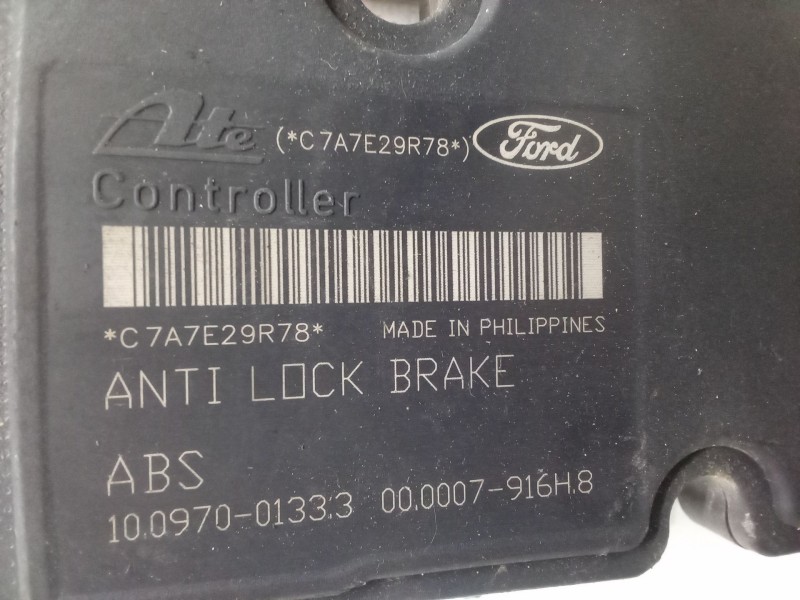 Ate (*C7A7E29R78*) Ford
Controller
*C7A7E29R78* MADE IN PHILIPPINES
ANTI LOCK BRAKE
ABS
10.0970-0133.3 00.0007-916H.8